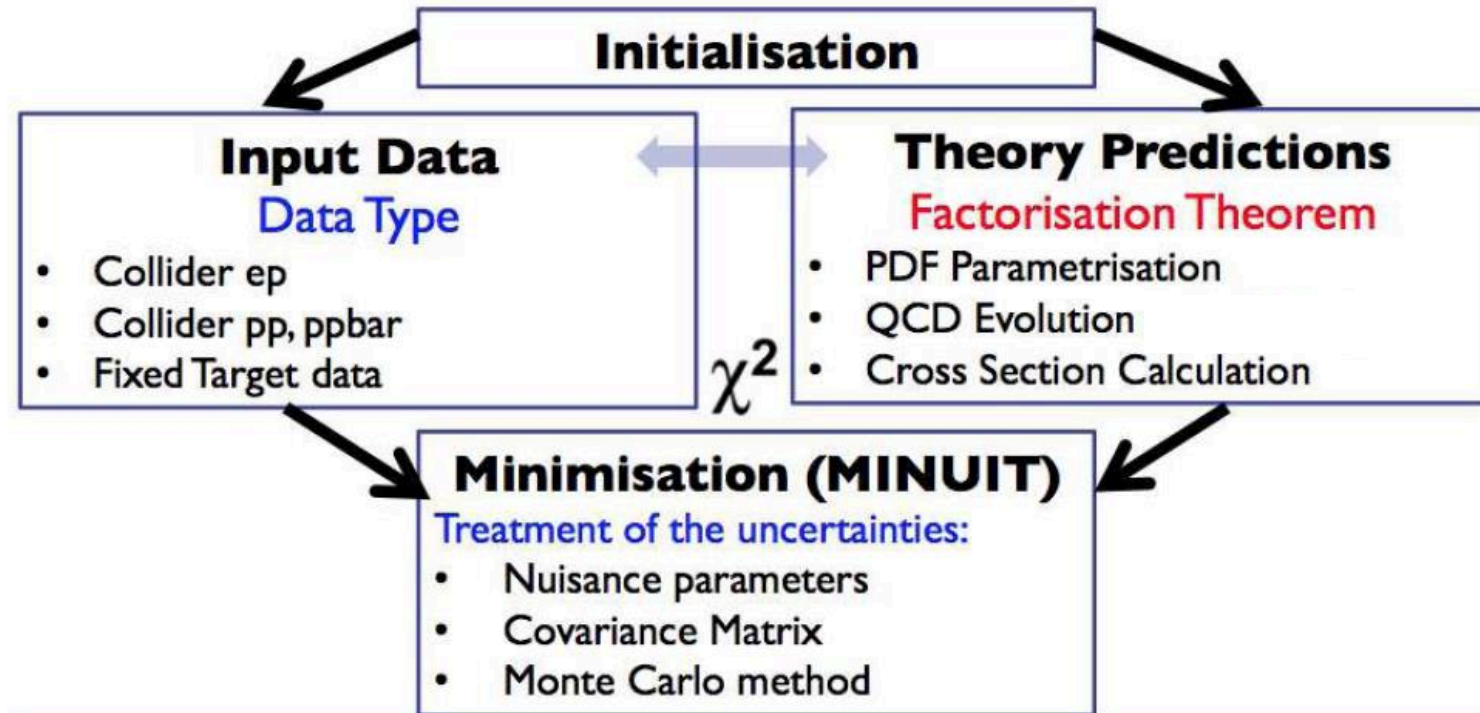 Initialisation
Input Data
Data Type
• Collider ep
• Collider pp, ppbar
• Fixed Target data
Theory Predictions
Factorisation Theorem
• PDF Parametrisation
• QCD Evolution
• Cross Section Calculation
χ²
Minimisation (MINUIT)
Treatment of the uncertainties:
• Nuisance parameters
• Covariance Matrix
• Monte Carlo method